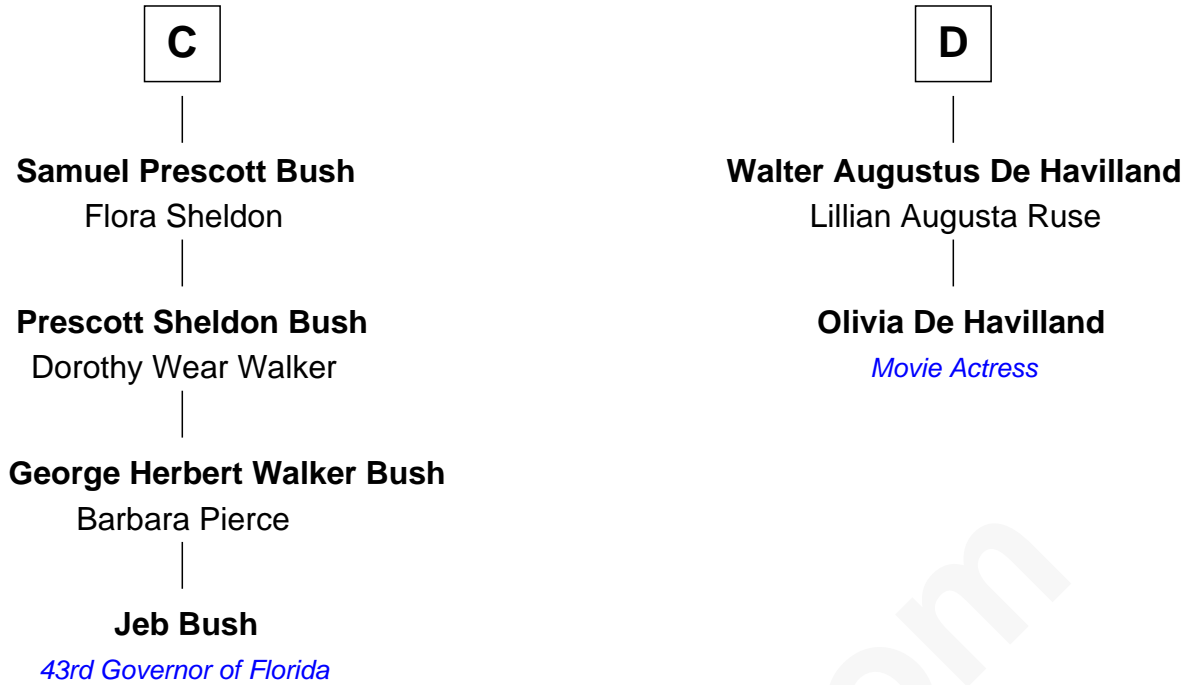 C
Samuel Prescott Bush
Flora Sheldon
Prescott Sheldon Bush
Dorothy Wear Walker
George Herbert Walker Bush
Barbara Pierce
Jeb Bush
43rd Governor of Florida
D
Walter Augustus De Havilland
Lillian Augusta Ruse
Olivia De Havilland
Movie Actress
om